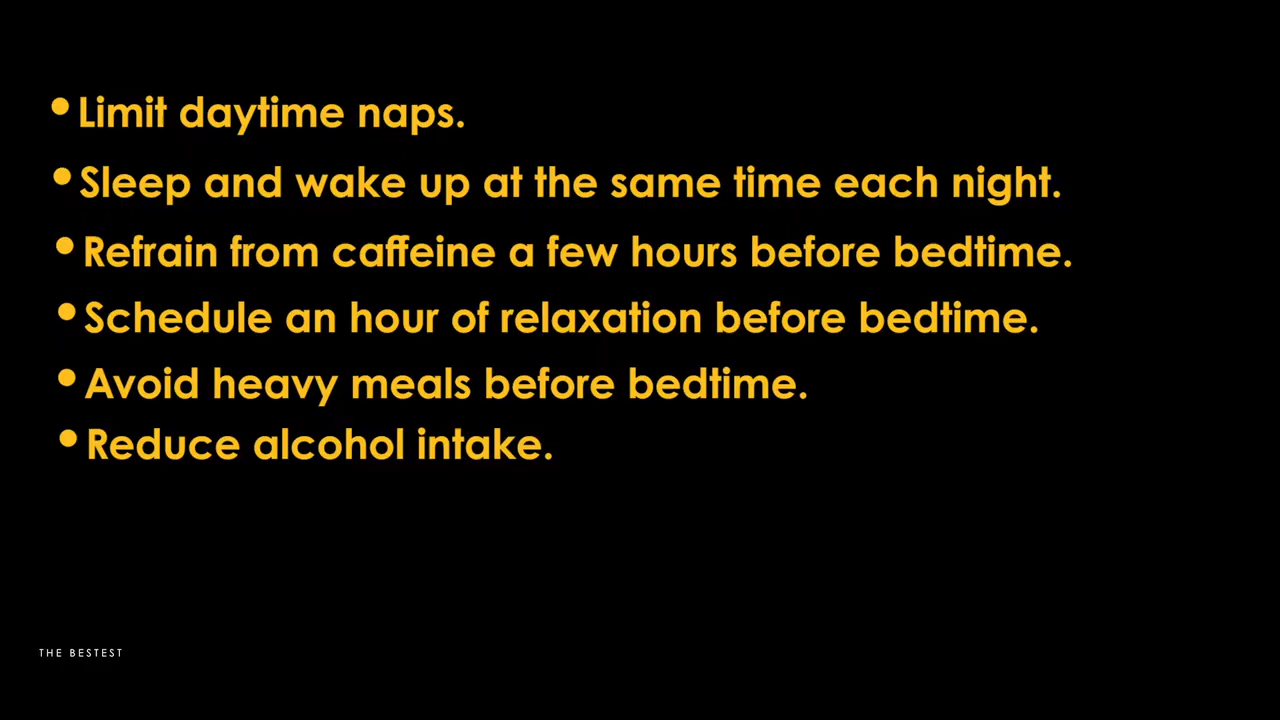 •Limit daytime naps.
•Sleep and wake up at the same time each night.
•Refrain from caffeine a few hours before bedtime.
•Schedule an hour of relaxation before bedtime.
•Avoid heavy meals before bedtime.
•Reduce alcohol intake.
THE BESTEST